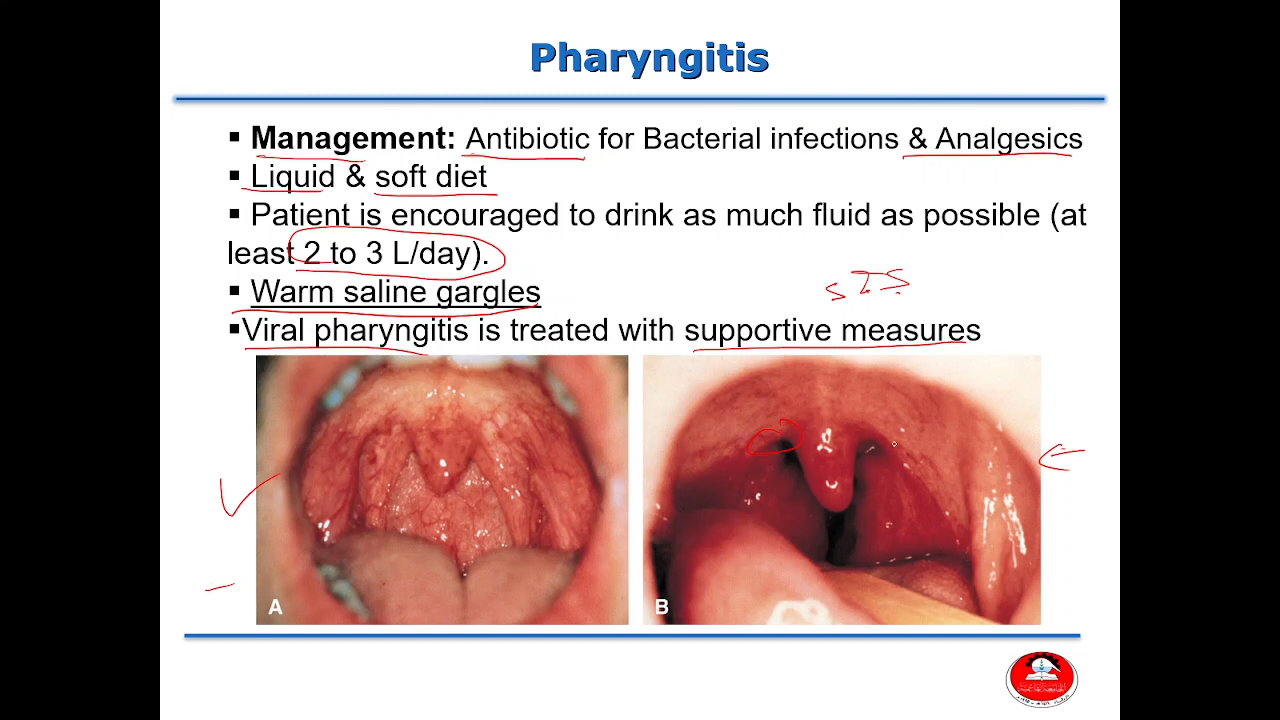 Pharyngitis
▪ Management: Antibiotic for Bacterial infections & Analgesics
▪ Liquid & soft diet
▪ Patient is encouraged to drink as much fluid as possible (at
least 2 to 3 L/day).
▪ Warm saline gargles
▪Viral pharyngitis is treated with supportive measures
A
B